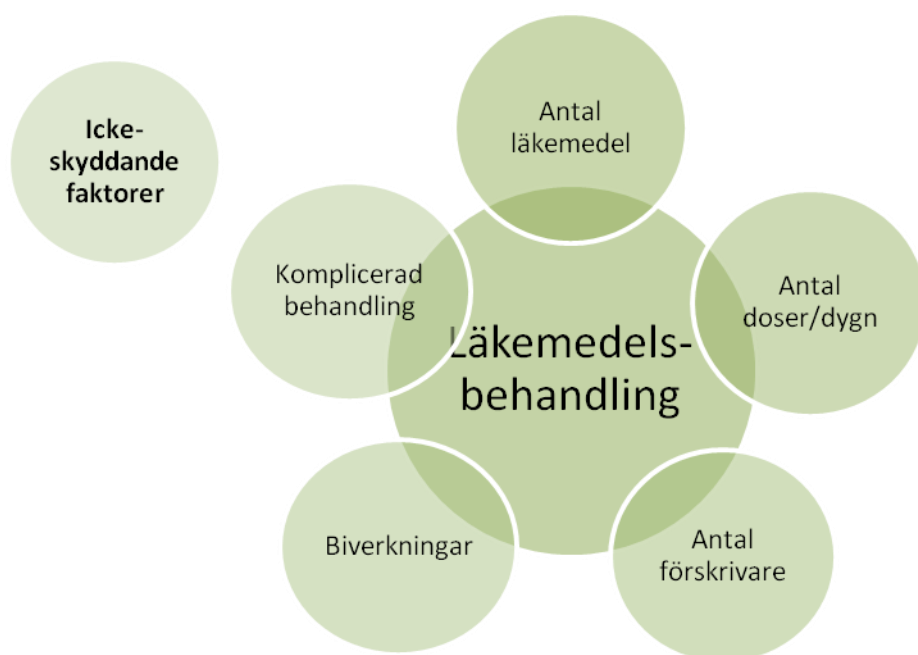 Icke-
skyddande
faktorer
Antal
läkemedel
Komplicerad
behandling
Antal
doser/dygn
Läkemedels-
behandling
Biverkningar
Antal
förskrivare